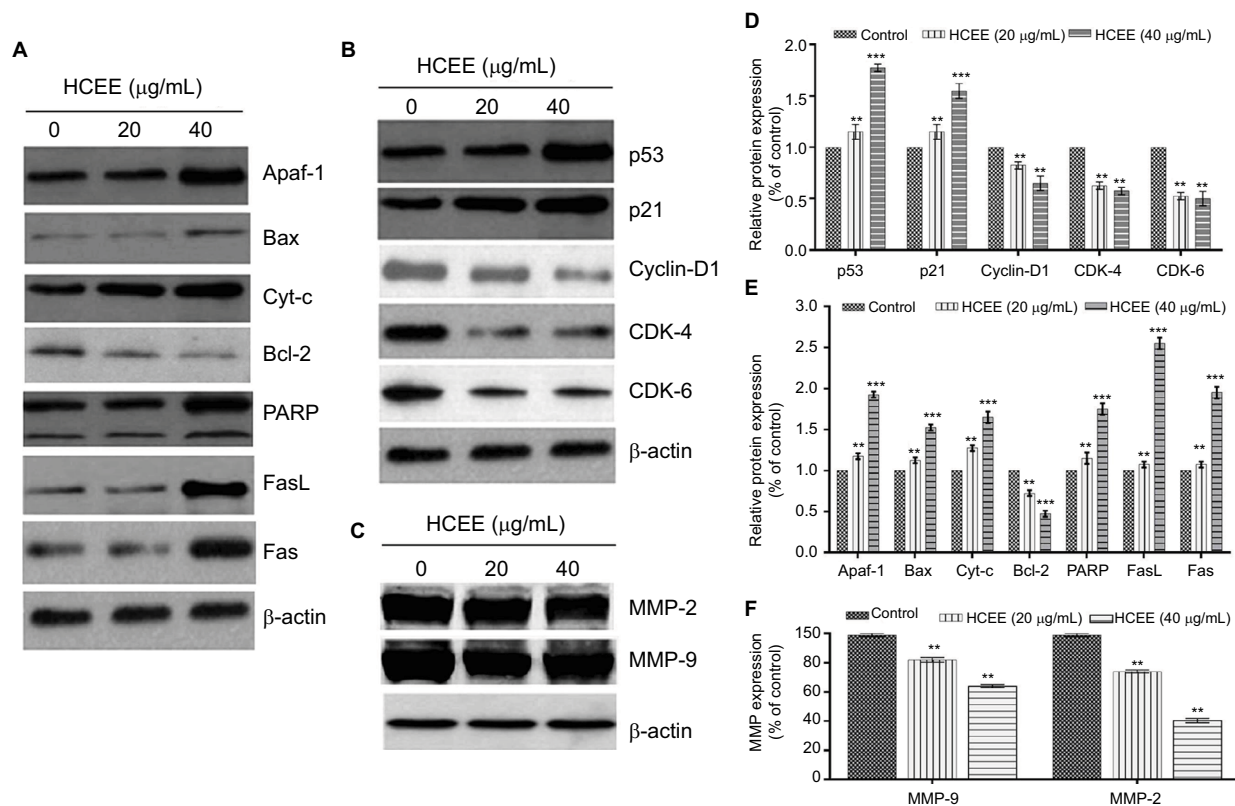 A
HCEE (μg/mL)
0 20 40
Apaf-1
Bax
Cyt-c
Bcl-2
PARP
FasL
Fas
β-actin
B
HCEE (μg/mL)
0 20 40
p53
p21
Cyclin-D1
CDK-4
CDK-6
β-actin
C
HCEE (μg/mL)
0 20 40
MMP-2
MMP-9
β-actin
D
Control HCEE (20 μg/mL) HCEE (40 μg/mL)
Relative protein expression
(% of control)
2.0
1.5
1.0
0.5
0.0
** *** ** *** ** ** ** ** ** **
p53 p21 Cyclin-D1 CDK-4 CDK-6
E
Control HCEE (20 μg/mL) HCEE (40 μg/mL)
Relative protein expression
(% of control)
3.0
2.5
2.0
1.5
1.0
0.5
0.0
** *** ** *** ** *** ** *** ** *** ** *** ** ***
Apaf-1 Bax Cyt-c Bcl-2 PARP FasL Fas
F
Control HCEE (20 μg/mL) HCEE (40 μg/mL)
MMP expression
(% of control)
150
80
60
40
20
0
** ** ** **
MMP-9 MMP-2